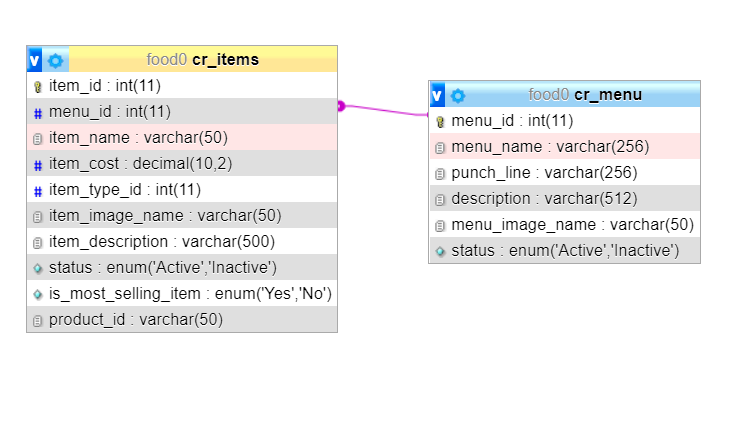 v food0 cr_items
item_id : int(11)
# menu_id : int(11)
item_name : varchar(50)
# item_cost : decimal(10,2)
# item_type_id : int(11)
item_image_name : varchar(50)
item_description : varchar(500)
status : enum('Active','Inactive')
is_most_selling_item : enum('Yes','No')
product_id : varchar(50)
v food0 cr_menu
menu_id : int(11)
menu_name : varchar(256)
punch_line : varchar(256)
description : varchar(512)
menu_image_name : varchar(50)
status : enum('Active','Inactive')